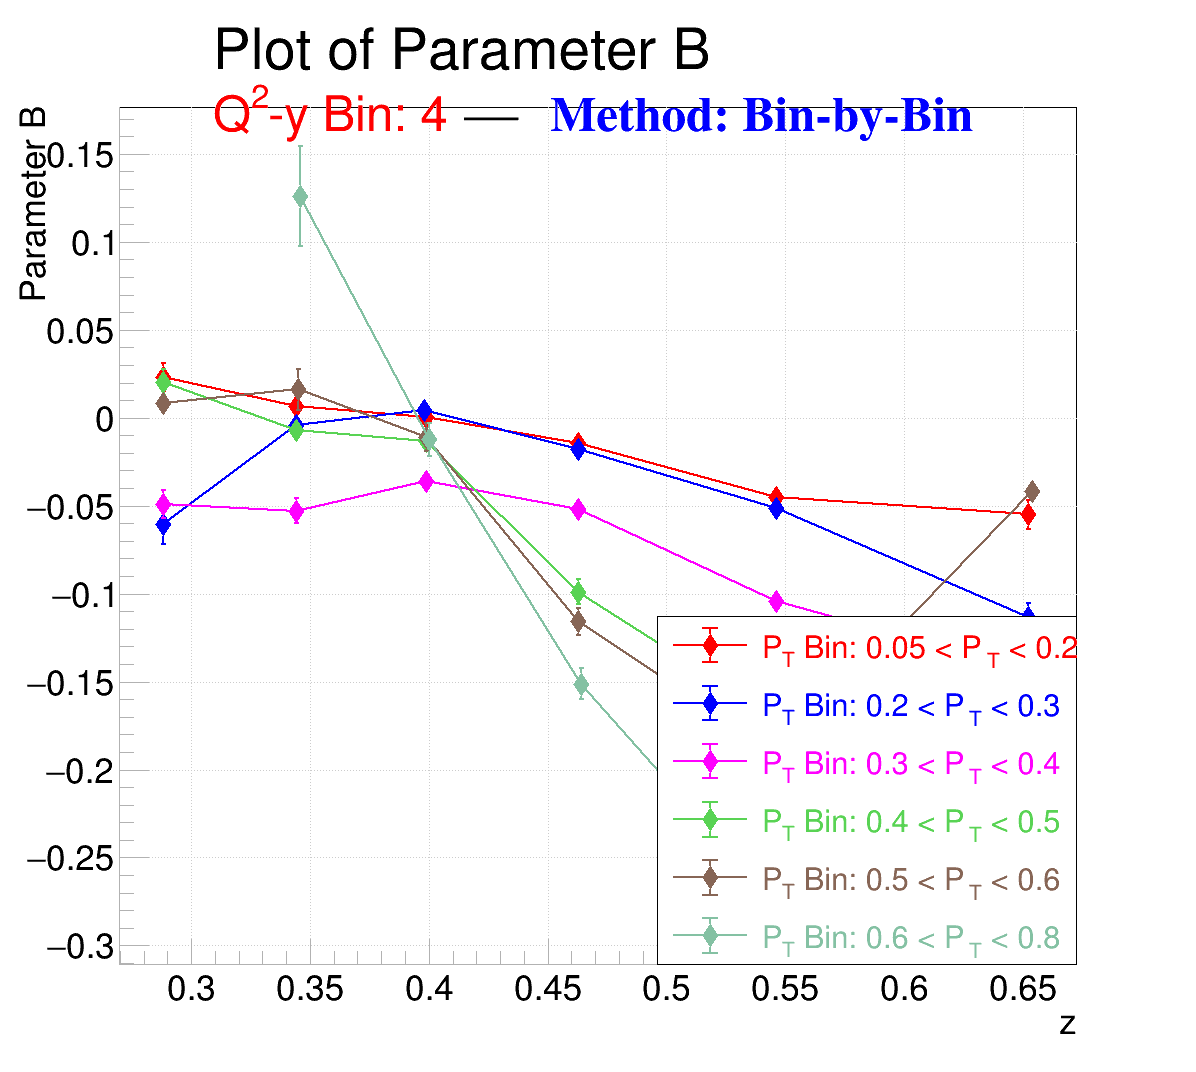 Plot of Parameter B
Q2-y Bin: 4 — Method: Bin-by-Bin
Parameter B
0.15
0.1
0.05
0
−0.05
−0.1
−0.15
−0.2
−0.25
−0.3
PT Bin: 0.05 < PT < 0.2
PT Bin: 0.2 < PT < 0.3
PT Bin: 0.3 < PT < 0.4
PT Bin: 0.4 < PT < 0.5
PT Bin: 0.5 < PT < 0.6
PT Bin: 0.6 < PT < 0.8
0.3 0.35 0.4 0.45 0.5 0.55 0.6 0.65
z